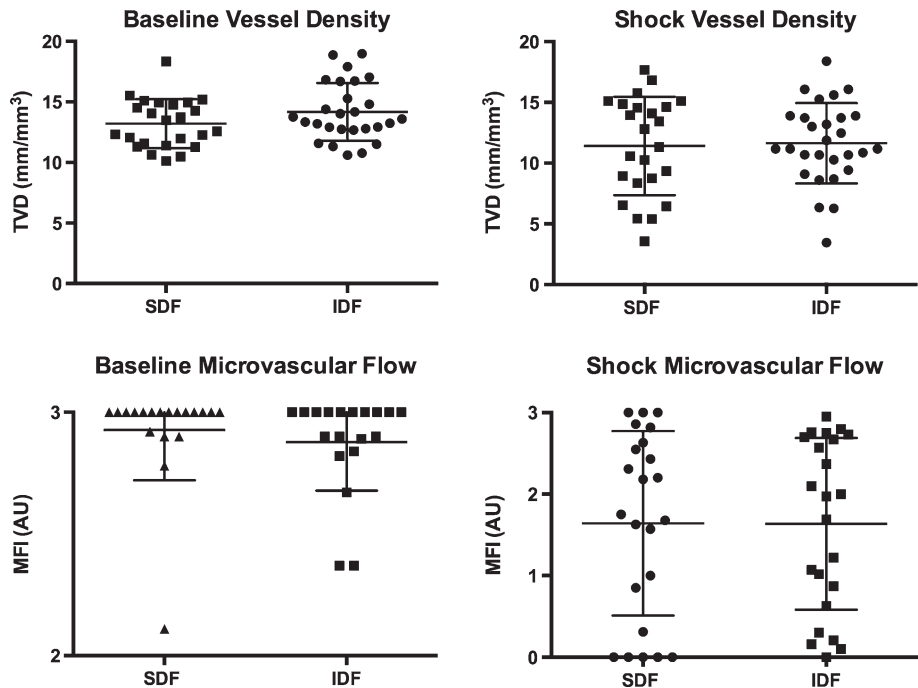 Baseline Vessel Density
TVD (mm/mm³)
20
15
10
5
0
SDF
IDF
Shock Vessel Density
TVD (mm/mm³)
20
15
10
5
0
SDF
IDF
Baseline Microvascular Flow
MFI (AU)
3
2
SDF
IDF
Shock Microvascular Flow
MFI (AU)
3
2
1
0
SDF
IDF